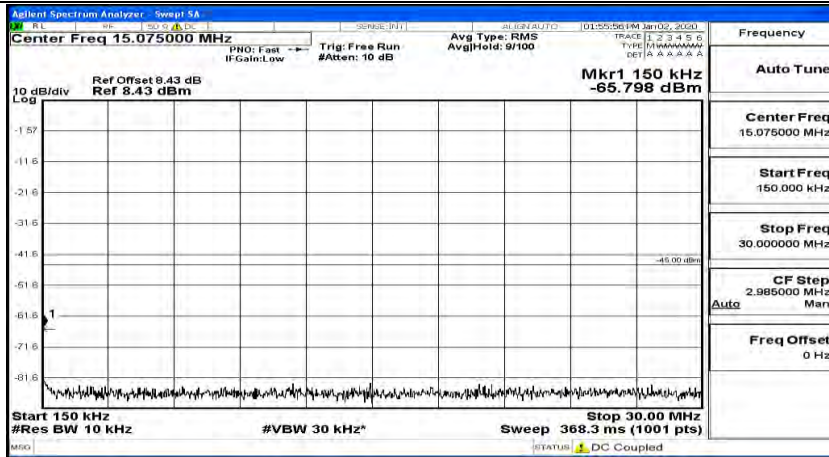 Agilent Spectrum Analyzer - Swept SA
RL RF 50 Ω DC SENSE:INT ALIGN AUTO 01:55:56 PM Jan 02, 2020
Center Freq 15.075000 MHz
PNO: Fast
IFGain:Low
Trig: Free Run
#Atten: 10 dB
Avg Type: RMS
Avg|Hold: 9/100
TRACE 1 2 3 4 5 6
TYPE MWWWWW
DET A A A A A A
Ref Offset 8.43 dB
10 dB/div Ref 8.43 dBm
Log
Mkr1 150 kHz
-65.798 dBm
-1.57
-11.6
-21.6
-31.6
-41.6
-45.00 dBm
-51.6
-61.6
1
-71.6
-81.6
Start 150 kHz
Stop 30.00 MHz
#Res BW 10 kHz
#VBW 30 kHz*
Sweep 368.3 ms (1001 pts)
MSG
STATUS DC Coupled
Frequency
Auto Tune
Center Freq
15.075000 MHz
Start Freq
150.000 kHz
Stop Freq
30.000000 MHz
CF Step
2.985000 MHz
Auto Man
Freq Offset
0 Hz